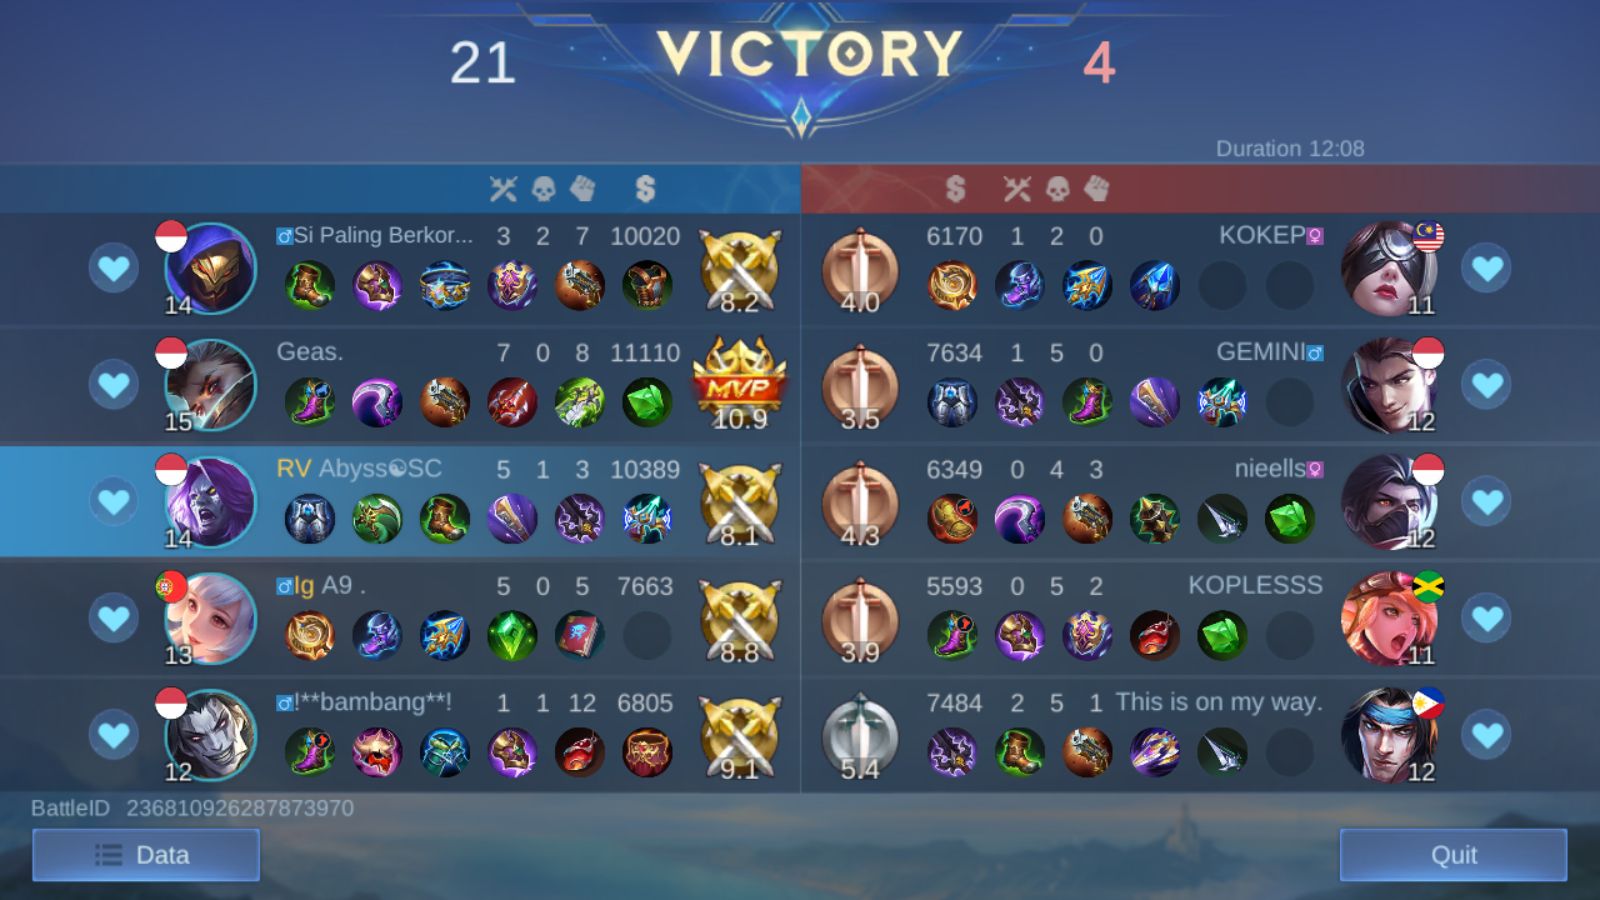 21 VICTORY 4
Duration 12:08
Si Paling Berkor... 3 2 7 10020
14 8.2
4.0 6170 1 2 0 KOKEP
11
Geas. 7 0 8 11110
15 MVP 10.9
3.5 7634 1 5 0 GEMINI
12
RV Abyss☯SC 5 1 3 10389
14 8.1
4.3 6349 0 4 3 nieells
12
Ig A9 . 5 0 5 7663
13 8.8
3.9 5593 0 5 2 KOPLESSS
11
!**bambang**! 1 1 12 6805
12 9.1
5.4 7484 2 5 1 This is on my way.
12
BattleID 236810926287873970
Data
Quit